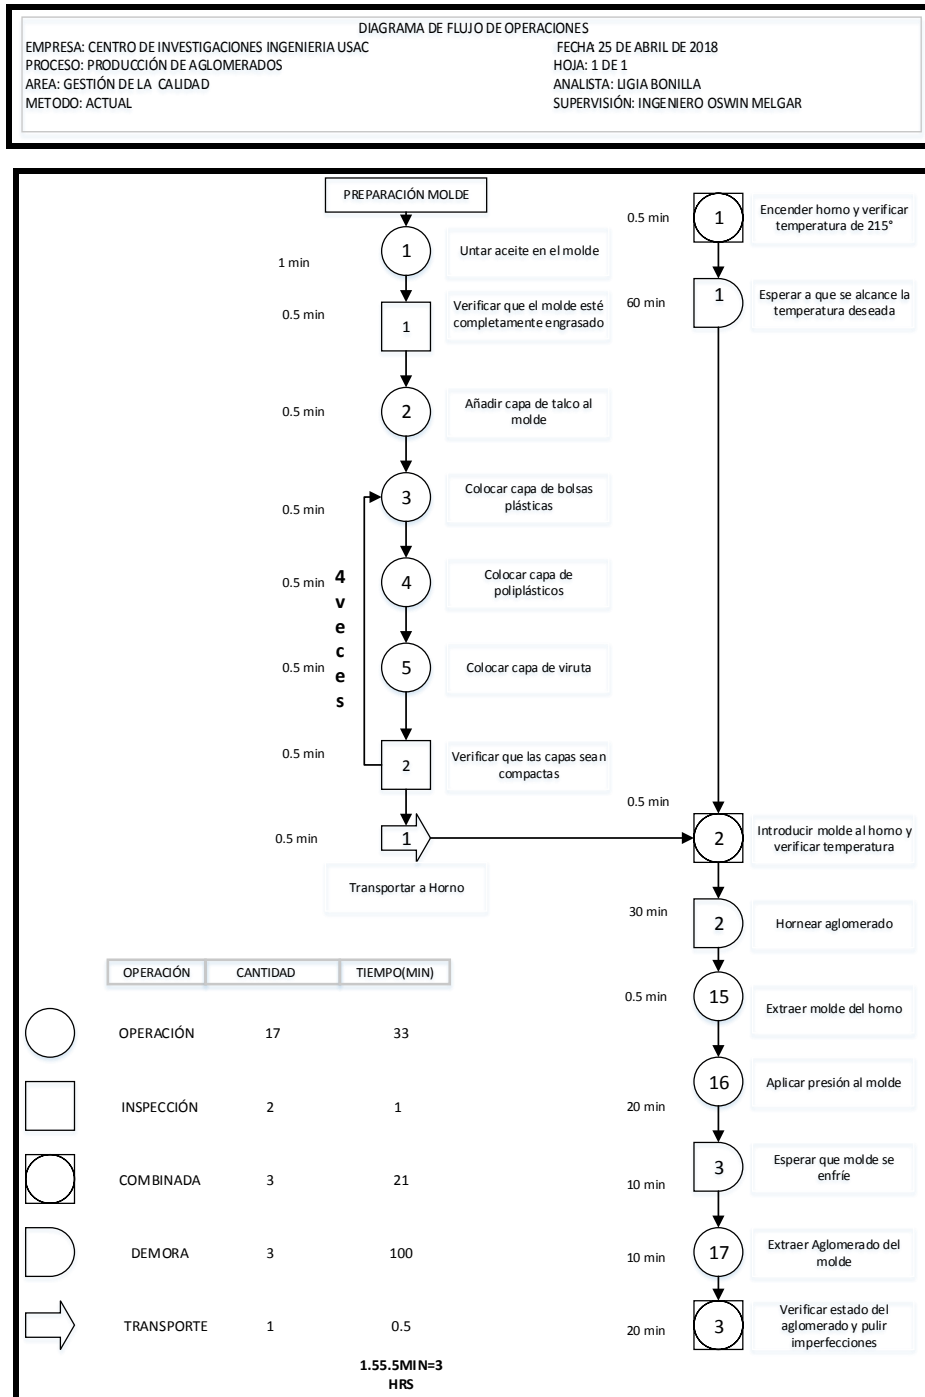 DIAGRAMA DE FLUJO DE OPERACIONES
EMPRESA: CENTRO DE INVESTIGACIONES INGENIERIA USAC
FECHA 25 DE ABRIL DE 2018
PROCESO: PRODUCCIÓN DE AGLOMERADOS
HOJA: 1 DE 1
AREA: GESTIÓN DE LA CALIDAD
ANALISTA: LIGIA BONILLA
METODO: ACTUAL
SUPERVISIÓN: INGENIERO OSWIN MELGAR
PREPARACIÓN MOLDE
1 min
1
Untar aceite en el molde
0.5 min
1
Verificar que el molde esté
completamente engrasado
0.5 min
2
Añadir capa de talco al
molde
0.5 min
3
Colocar capa de bolsas
plásticas
0.5 min
4
Colocar capa de
poliplásticos
0.5 min
5
Colocar capa de viruta
4 veces
0.5 min
2
Verificar que las capas sean
compactas
0.5 min
1
Transportar a Horno
0.5 min
1
Encender horno y verificar
temperatura de 215°
60 min
1
Esperar a que se alcance la
temperatura deseada
0.5 min
2
Introducir molde al horno y
verificar temperatura
30 min
2
Hornear aglomerado
0.5 min
15
Extraer molde del horno
20 min
16
Aplicar presión al molde
10 min
3
Esperar que molde se
enfríe
10 min
17
Extraer Aglomerado del
molde
20 min
3
Verificar estado del
aglomerado y pulir
imperfecciones
OPERACIÓN CANTIDAD TIEMPO(MIN)
OPERACIÓN 17 33
INSPECCIÓN 2 1
COMBINADA 3 21
DEMORA 3 100
TRANSPORTE 1 0.5
1.55.5MIN=3
HRS